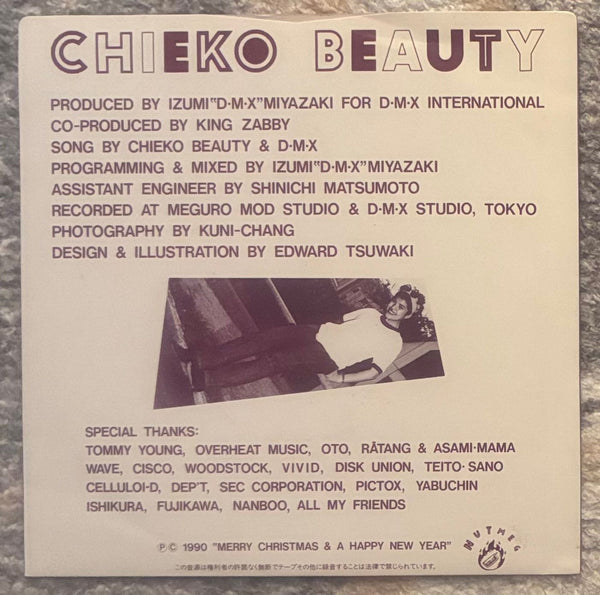 CHIEKO BEAUTY
PRODUCED BY IZUMI"D·M·X"MIYAZAKI FOR D·M·X INTERNATIONAL
CO-PRODUCED BY KING ZABBY
SONG BY CHIEKO BEAUTY & D·M·X
PROGRAMMING & MIXED BY IZUMI"D·M·X"MIYAZAKI
ASSISTANT ENGINEER BY SHINICHI MATSUMOTO
RECORDED AT MEGURO MOD STUDIO & D·M·X STUDIO, TOKYO
PHOTOGRAPHY BY KUNI-CHANG
DESIGN & ILLUSTRATION BY EDWARD TSUWAKI
SPECIAL THANKS:
TOMMY YOUNG, OVERHEAT MUSIC, OTO, RĀTANG & ASAMI·MAMA
WAVE, CISCO, WOODSTOCK, VIVID, DISK UNION, TEITO·SANO
CELLULOI-D, DEP'T, SEC CORPORATION, PICTOX, YABUCHIN
ISHIKURA, FUJIKAWA, NANBOO, ALL MY FRIENDS
Ⓟ© 1990 "MERRY CHRISTMAS & A HAPPY NEW YEAR"
NUTMEG
この音源は権利者の許諾なく無断でテープその他に録音することは法律で禁じられています。